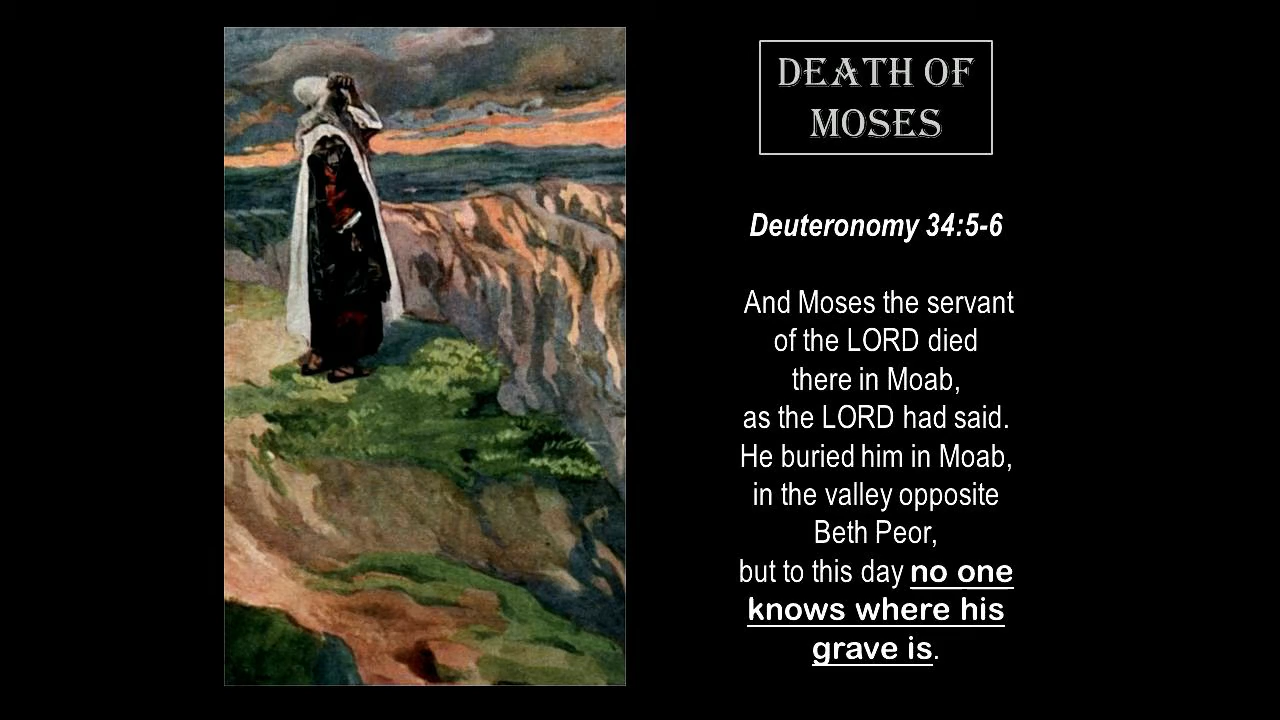 DEATH OF
MOSES
Deuteronomy 34:5-6
And Moses the servant
of the LORD died
there in Moab,
as the LORD had said.
He buried him in Moab,
in the valley opposite
Beth Peor,
but to this day no one
knows where his
grave is.